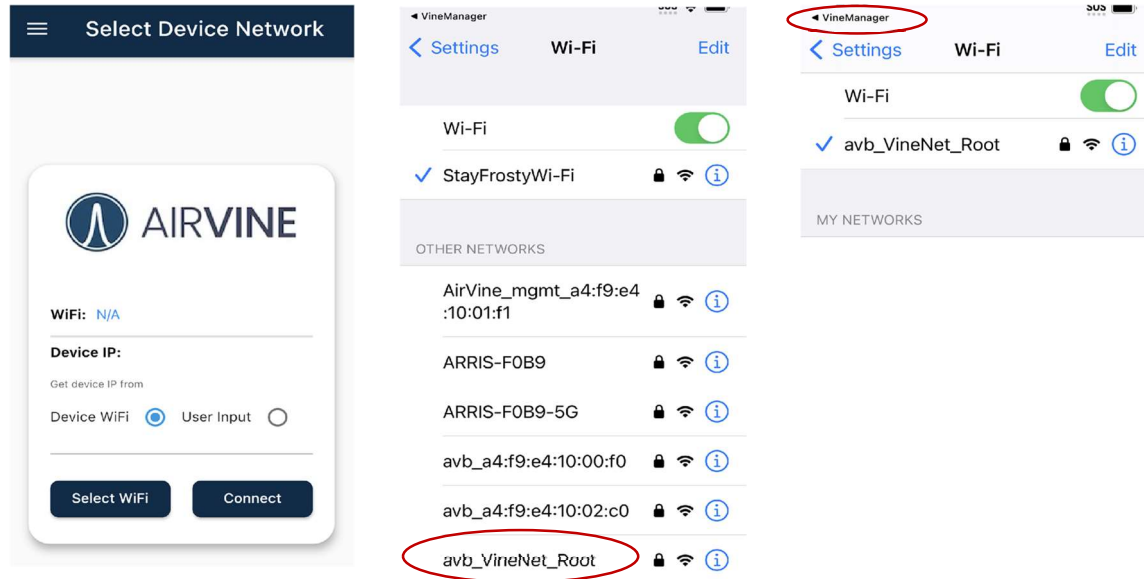 Select Device Network
AIRVINE
WiFi: N/A
Device IP:
Get device IP from
Device WiFi User Input
Select WiFi Connect
VineManager
SOS
Settings Wi-Fi Edit
Wi-Fi
StayFrostyWi-Fi
OTHER NETWORKS
AirVine_mgmt_a4:f9:e4
:10:01:f1
ARRIS-F0B9
ARRIS-F0B9-5G
avb_a4:f9:e4:10:00:f0
avb_a4:f9:e4:10:02:c0
avb_VineNet_Root
VineManager
SOS
Settings Wi-Fi Edit
Wi-Fi
avb_VineNet_Root
MY NETWORKS